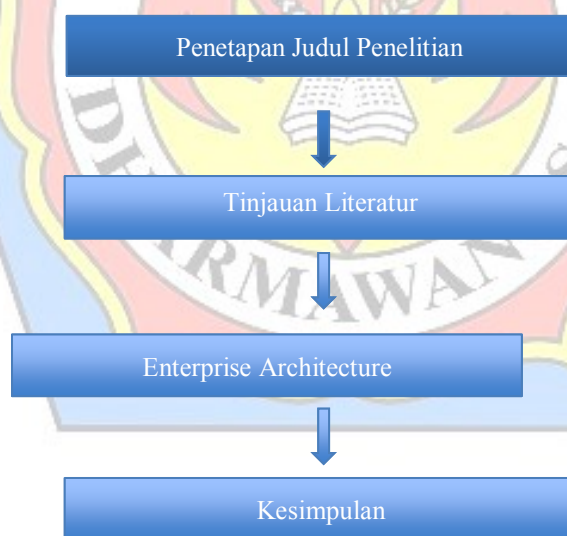 Penetapan Judul Penelitian
Tinjauan Literatur
Enterprise Architecture
Kesimpulan